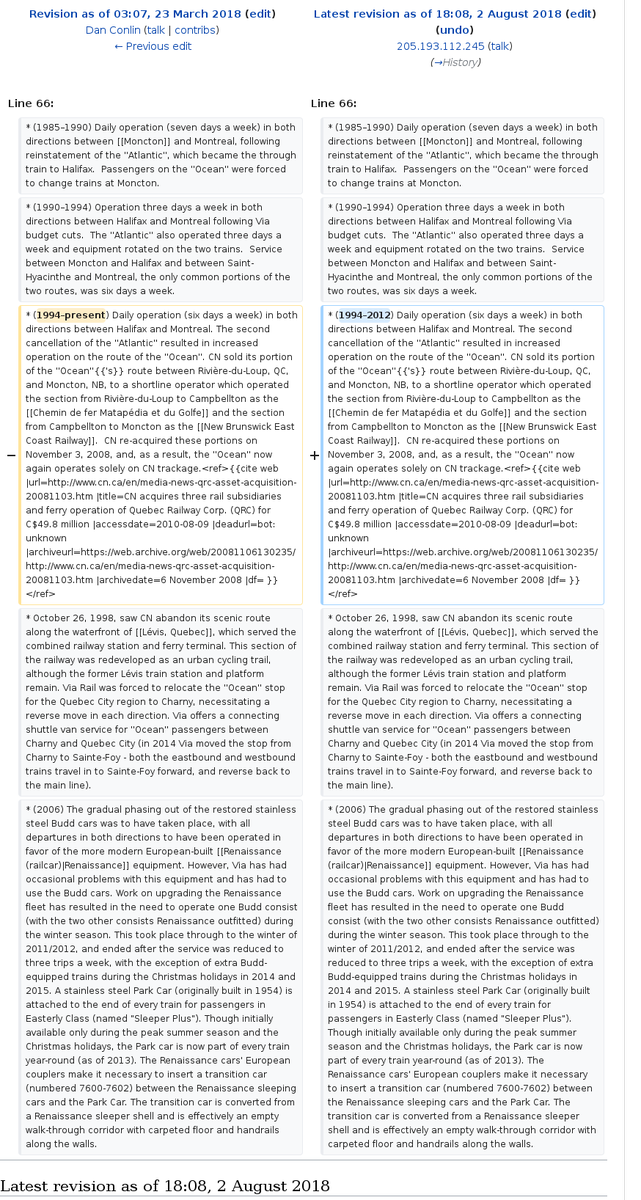 Revision as of 03:07, 23 March 2018 (edit)
Dan Conlin (talk | contribs)
← Previous edit
Latest revision as of 18:08, 2 August 2018 (edit)
(undo)
205.193.112.245 (talk)
(→History)
Line 66:
* (1985–1990) Daily operation (seven days a week) in both
directions between [[Moncton]] and Montreal, following
reinstatement of the ''Atlantic'', which became the through
train to Halifax.  Passengers on the ''Ocean'' were forced
to change trains at Moncton.
* (1990–1994) Operation three days a week in both
directions between Halifax and Montreal following Via
budget cuts.  The ''Atlantic'' also operated three days a
week and equipment rotated on the two trains.  Service
between Moncton and Halifax and between Saint-
Hyacinthe and Montreal, the only common portions of the
two routes, was six days a week.
−
* (1994–present) Daily operation (six days a week) in both
directions between Halifax and Montreal. The second
cancellation of the ''Atlantic'' resulted in increased
operation on the route of the ''Ocean''. CN sold its portion
of the ''Ocean''{{'s}} route between Rivière-du-Loup, QC,
and Moncton, NB, to a shortline operator which operated
the section from Rivière-du-Loup to Campbellton as the
[[Chemin de fer Matapédia et du Golfe]] and the section
from Campbellton to Moncton as the [[New Brunswick East
Coast Railway]].  CN re-acquired these portions on
November 3, 2008, and, as a result, the ''Ocean'' now
again operates solely on CN trackage.<ref>{{cite web
|url=http://www.cn.ca/en/media-news-qrc-asset-acquisition-
20081103.htm |title=CN acquires three rail subsidiaries
and ferry operation of Quebec Railway Corp. (QRC) for
C$49.8 million |accessdate=2010-08-09 |deadurl=bot:
unknown
|archiveurl=https://web.archive.org/web/20081106130235/
http://www.cn.ca/en/media-news-qrc-asset-acquisition-
20081103.htm |archivedate=6 November 2008 |df= }}
</ref>
* October 26, 1998, saw CN abandon its scenic route
along the waterfront of [[Lévis, Quebec]], which served the
combined railway station and ferry terminal. This section of
the railway was redeveloped as an urban cycling trail,
although the former Lévis train station and platform
remain. Via Rail was forced to relocate the ''Ocean'' stop
for the Quebec City region to Charny, necessitating a
reverse move in each direction. Via offers a connecting
shuttle van service for ''Ocean'' passengers between
Charny and Quebec City (in 2014 Via moved the stop from
Charny to Sainte-Foy - both the eastbound and westbound
trains travel in to Sainte-Foy forward, and reverse back to
the main line).
* (2006) The gradual phasing out of the restored stainless
steel Budd cars was to have taken place, with all
departures in both directions to have been operated in
favor of the more modern European-built [[Renaissance
(railcar)|Renaissance]] equipment. However, Via has had
occasional problems with this equipment and has had to
use the Budd cars. Work on upgrading the Renaissance
fleet has resulted in the need to operate one Budd consist
(with the two other consists Renaissance outfitted) during
the winter season. This took place through to the winter of
2011/2012, and ended after the service was reduced to
three trips a week, with the exception of extra Budd-
equipped trains during the Christmas holidays in 2014 and
2015. A stainless steel Park Car (originally built in 1954) is
attached to the end of every train for passengers in
Easterly Class (named "Sleeper Plus"). Though initially
available only during the peak summer season and the
Christmas holidays, the Park car is now part of every train
year-round (as of 2013). The Renaissance cars' European
couplers make it necessary to insert a transition car
(numbered 7600-7602) between the Renaissance sleeping
cars and the Park Car. The transition car is converted from
a Renaissance sleeper shell and is effectively an empty
walk-through corridor with carpeted floor and handrails
along the walls.
Line 66:
* (1985–1990) Daily operation (seven days a week) in both
directions between [[Moncton]] and Montreal, following
reinstatement of the ''Atlantic'', which became the through
train to Halifax.  Passengers on the ''Ocean'' were forced
to change trains at Moncton.
* (1990–1994) Operation three days a week in both
directions between Halifax and Montreal following Via
budget cuts.  The ''Atlantic'' also operated three days a
week and equipment rotated on the two trains.  Service
between Moncton and Halifax and between Saint-
Hyacinthe and Montreal, the only common portions of the
two routes, was six days a week.
+
* (1994-2012) Daily operation (six days a week) in both
directions between Halifax and Montreal. The second
cancellation of the ''Atlantic'' resulted in increased
operation on the route of the ''Ocean''. CN sold its portion
of the ''Ocean''{{'s}} route between Rivière-du-Loup, QC,
and Moncton, NB, to a shortline operator which operated
the section from Rivière-du-Loup to Campbellton as the
[[Chemin de fer Matapédia et du Golfe]] and the section
from Campbellton to Moncton as the [[New Brunswick East
Coast Railway]].  CN re-acquired these portions on
November 3, 2008, and, as a result, the ''Ocean'' now
again operates solely on CN trackage.<ref>{{cite web
|url=http://www.cn.ca/en/media-news-qrc-asset-acquisition-
20081103.htm |title=CN acquires three rail subsidiaries
and ferry operation of Quebec Railway Corp. (QRC) for
C$49.8 million |accessdate=2010-08-09 |deadurl=bot:
unknown
|archiveurl=https://web.archive.org/web/20081106130235/
http://www.cn.ca/en/media-news-qrc-asset-acquisition-
20081103.htm |archivedate=6 November 2008 |df= }}
</ref>
* October 26, 1998, saw CN abandon its scenic route
along the waterfront of [[Lévis, Quebec]], which served the
combined railway station and ferry terminal. This section of
the railway was redeveloped as an urban cycling trail,
although the former Lévis train station and platform
remain. Via Rail was forced to relocate the ''Ocean'' stop
for the Quebec City region to Charny, necessitating a
reverse move in each direction. Via offers a connecting
shuttle van service for ''Ocean'' passengers between
Charny and Quebec City (in 2014 Via moved the stop from
Charny to Sainte-Foy - both the eastbound and westbound
trains travel in to Sainte-Foy forward, and reverse back to
the main line).
* (2006) The gradual phasing out of the restored stainless
steel Budd cars was to have taken place, with all
departures in both directions to have been operated in
favor of the more modern European-built [[Renaissance
(railcar)|Renaissance]] equipment. However, Via has had
occasional problems with this equipment and has had to
use the Budd cars. Work on upgrading the Renaissance
fleet has resulted in the need to operate one Budd
consist (with the two other consists Renaissance outfitted)
during the winter season. This took place through to the
winter of 2011/2012, and ended after the service was
reduced to three trips a week, with the exception of extra
Budd-equipped trains during the Christmas holidays in
2014 and 2015. A stainless steel Park Car (originally built
in 1954) is attached to the end of every train for
passengers in Easterly Class (named "Sleeper Plus").
Though initially available only during the peak summer
season and the Christmas holidays, the Park car is now
part of every train year-round (as of 2013). The
Renaissance cars' European couplers make it necessary
to insert a transition car (numbered 7600-7602) between
the Renaissance sleeping cars and the Park Car. The
transition car is converted from a Renaissance sleeper
shell and is effectively an empty walk-through corridor with
carpeted floor and handrails along the walls.
Latest revision as of 18:08, 2 August 2018